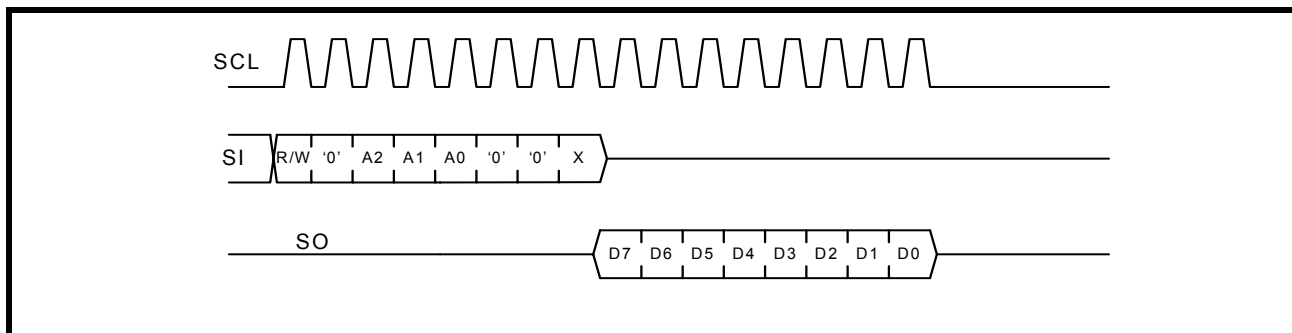 SCL
SI R/W '0' A2 A1 A0 '0' '0' X
SO D7 D6 D5 D4 D3 D2 D1 D0